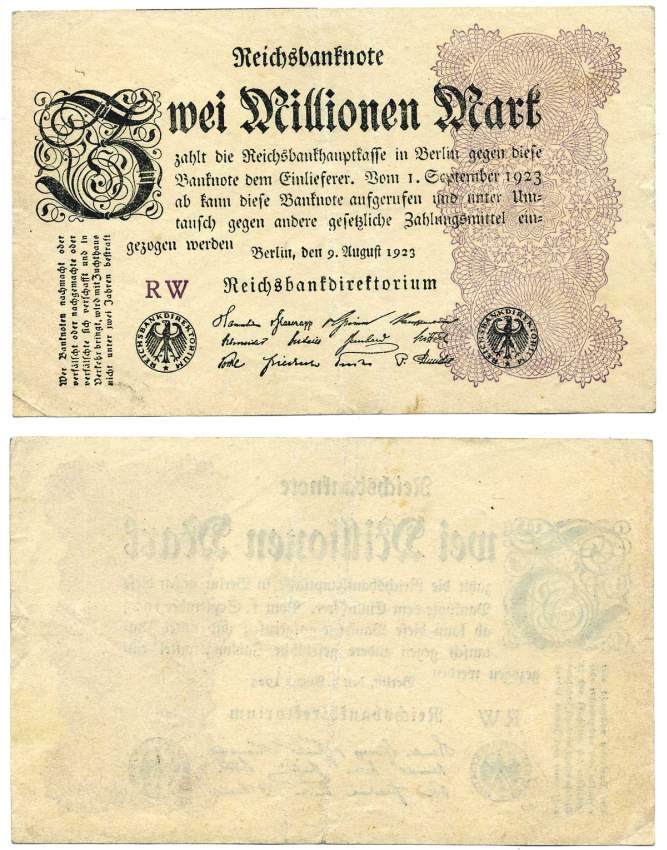 Reichsbanknote
Zwei Millionen Mark
zahlt die Reichsbankhauptkasse in Berlin gegen diese
Banknote dem Einlieferer. Vom 1. September 1923
ab kann diese Banknote aufgerufen und unter Um-
tausch gegen andere gesetzliche Zahlungsmittel ein-
gezogen werden
Berlin, den 9. August 1923
Reichsbankdirektorium
RW
REICHSBANKDIREKTORIUM
REICHSBANKDIREKTORIUM
Wer Banknoten nachmacht oder
verfälscht oder nachgemachte oder
verfälschte sich verschafft und in
Verkehr bringt, wird mit Zuchthaus
nicht unter zwei Jahren bestraft